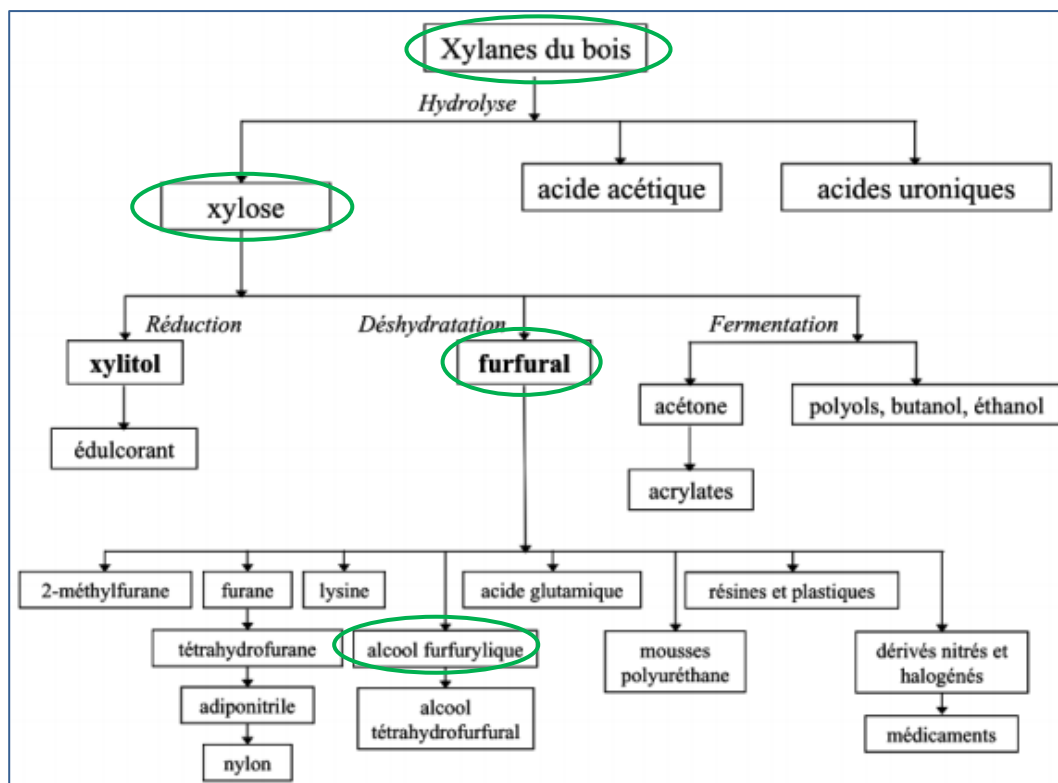 Xylanes du bois
Hydrolyse
acide acétique
acides uroniques
xylose
Réduction
Déshydratation
Fermentation
xylitol
furfural
acétone
polyols, butanol, éthanol
édulcorant
acrylates
2-méthylfurane
furane
lysine
acide glutamique
résines et plastiques
tétrahydrofurane
alcool furfurylique
mousses
polyuréthane
dérivés nitrés et
halogénés
adiponitrile
alcool
tétrahydrofurfural
médicaments
nylon